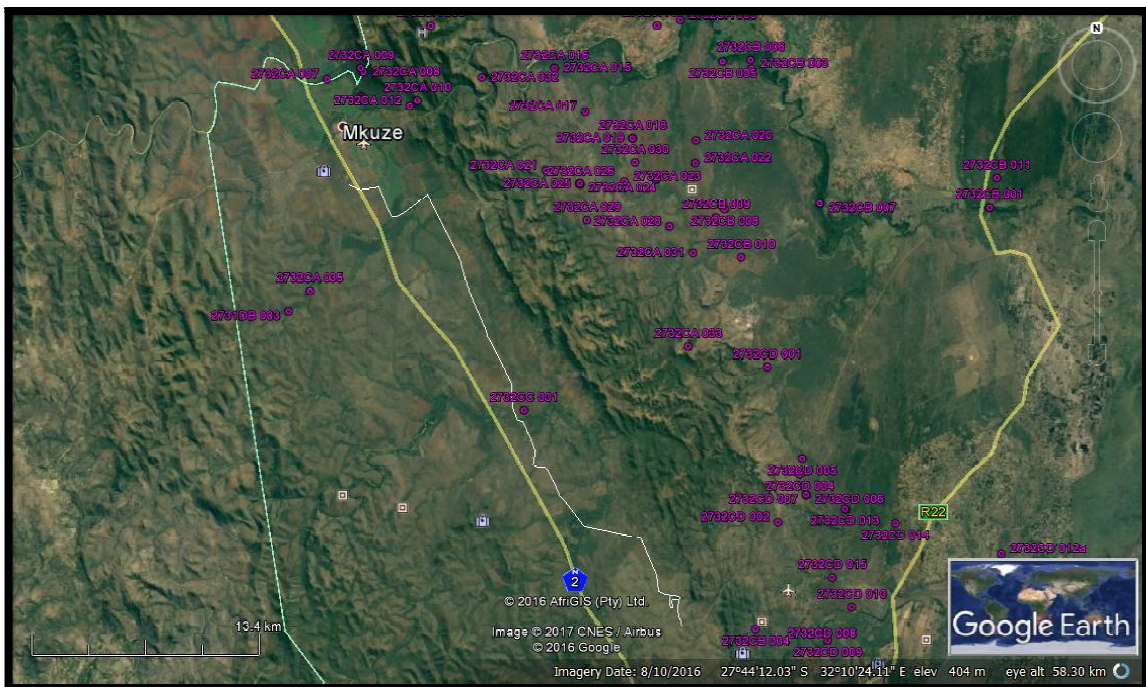 2732CB 006
2732CA 009
2732CA 016
2732CB 003
2732CA 007
2732CA 008
2732CA 015
2732CB 005
2732CA 032
2732CA 010
2732CA 012
2732CA 017
Mkuze
2732CA 018
2732CA 019
2732CA 020
2732CA 030
2732CA 021
2732CA 026
2732CA 022
2732CB 011
2732CA 025
2732CA 024
2732CA 023
2732CB 001
2732CA 029
2732CB 009
2732CB 007
2732CA 028
2732CB 008
2732CA 031
2732CB 010
2732CA 035
2731DB 003
2732CA 033
2732CD 001
2732CC 001
2732CD 005
2732CD 004
2732CD 007
2732CD 006
2732CD 002
2732CD 013
2732CD 014
R22
2732CD 012a
2732CD 015
N
2
2732CD 010
© 2016 AfriGIS (Pty) Ltd.
13.4 km
Image © 2017 CNES / Airbus
© 2016 Google
2732CB 004
2732CD 008
2732CD 009
Google Earth
Imagery Date: 8/10/2016 27°44'12.03" S 32°10'24.11" E elev 404 m eye alt 58.30 km